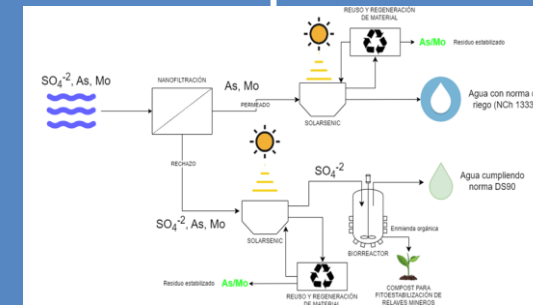 REUSO Y REGENERACIÓN
DE MATERIAL
As/Mo Residuo estabilizado
SO₄⁻², As, Mo
NANOFILTRACIÓN
As, Mo
PERMEADO
SOLARSENIC
Agua con norma
riego (NCh 1333
RECHAZO
SO₄⁻²
SO₄⁻², As, Mo
SOLARSENIC
Agua cumpliendo
norma DS90
Enmienda orgánica
BIORREACTOR
Residuo estabilizado As/Mo
REUSO Y REGENERACIÓN
DE MATERIAL
COMPOST PARA
FITOESTABILIZACIÓN DE
RELAVES MINEROS